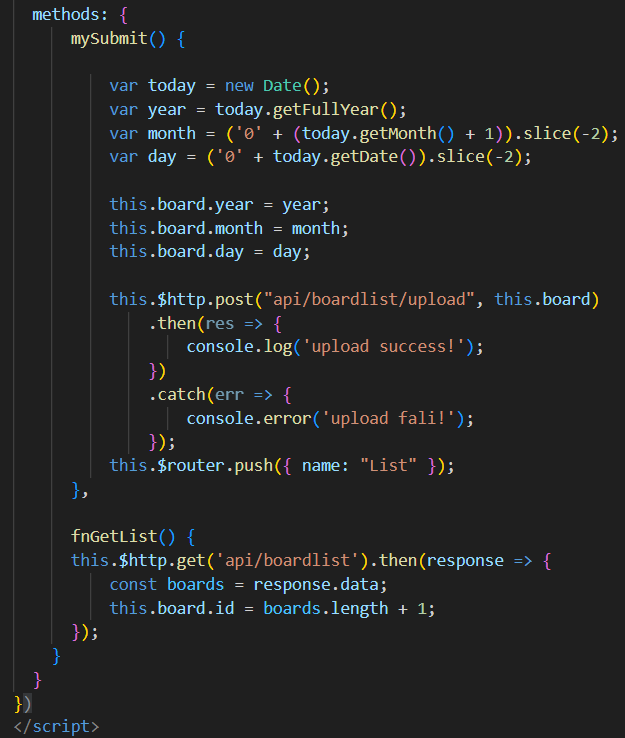 methods: {
mySubmit() {
var today = new Date();
var year = today.getFullYear();
var month = ('0' + (today.getMonth() + 1)).slice(-2);
var day = ('0' + today.getDate()).slice(-2);
this.board.year = year;
this.board.month = month;
this.board.day = day;
this.$http.post("api/boardlist/upload", this.board)
.then(res => {
console.log('upload success!');
})
.catch(err => {
console.error('upload fali!');
});
this.$router.push({ name: "List" });
},
fnGetList() {
this.$http.get('api/boardlist').then(response => {
const boards = response.data;
this.board.id = boards.length + 1;
});
}
}
})
</script>